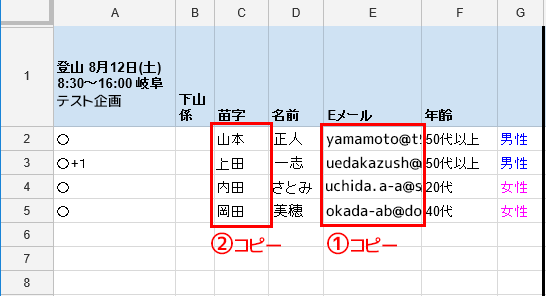 A B C D E F G
1 登山 8月12日(土) 8:30～16:00 岐阜 テスト企画 下山係 苗字 名前 Eメール 年齢
2 〇 山本 正人 yamamoto@t 50代以上 男性
3 〇+1 上田 一志 uedakazush@ 50代以上 男性
4 〇 内田 さとみ uchida.a-a@s 20代 女性
5 〇 岡田 美穂 okada-ab@do 40代 女性
6 ②コピー ①コピー
7
8